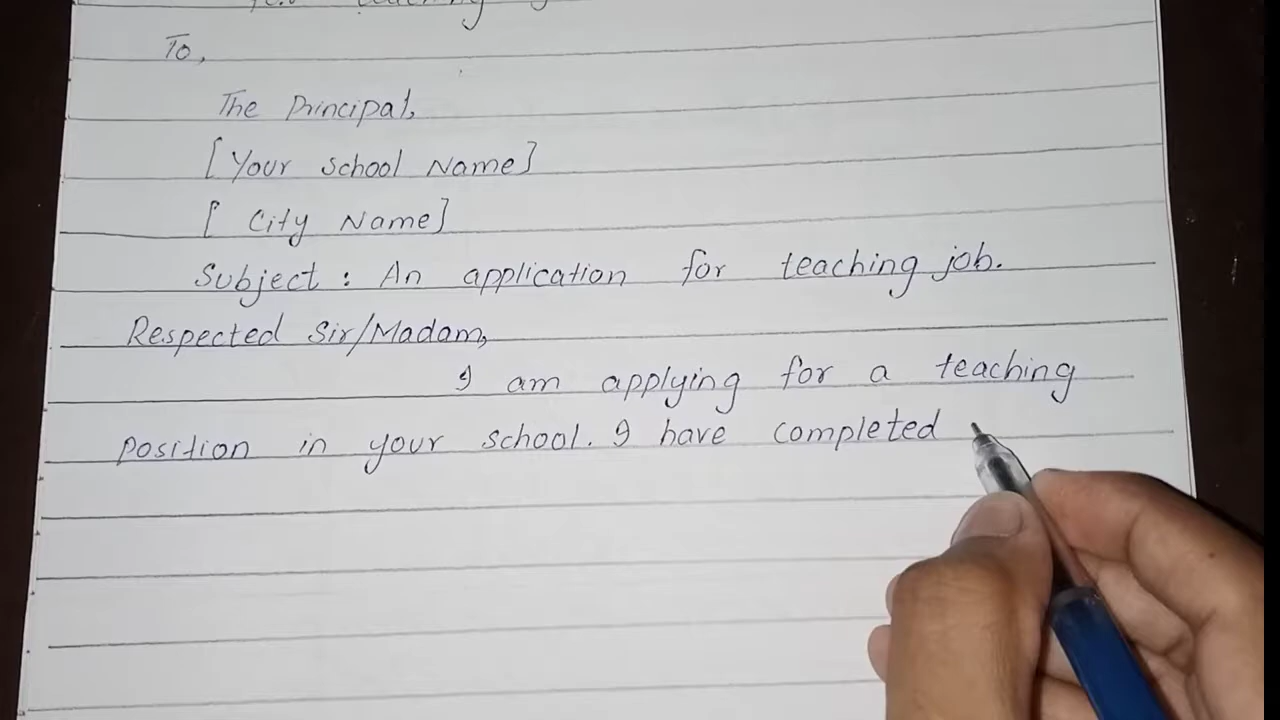 teaching
To,
The Principal,
[Your School Name]
[ City Name]
Subject : An application for teaching job.
Respected Sir/Madam,
I am applying for a teaching
position in your school. I have completed